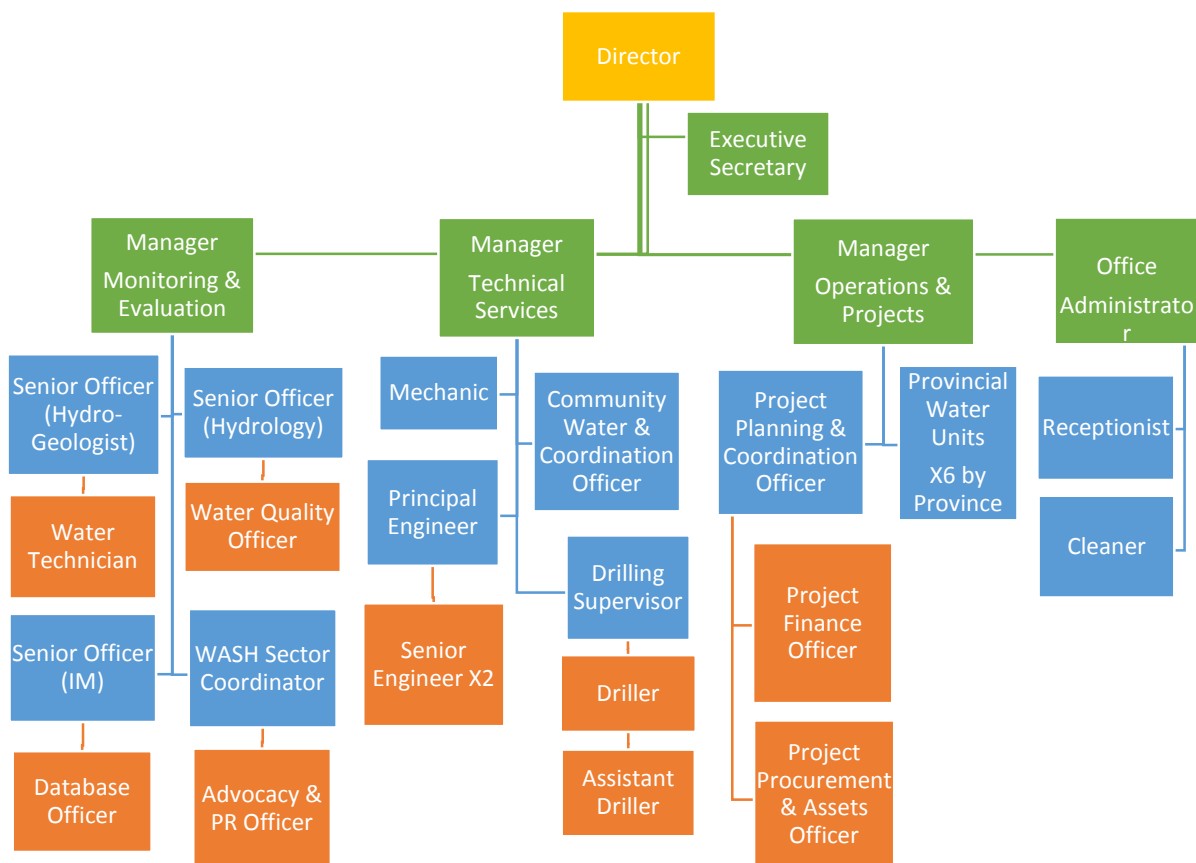 Director
Executive
Secretary
Manager
Monitoring &
Evaluation
Manager
Technical
Services
Manager
Operations &
Projects
Office
Administrato
r
Senior Officer
(Hydro-
Geologist)
Senior Officer
(Hydrology)
Water
Technician
Water Quality
Officer
Senior Officer
(IM)
WASH Sector
Coordinator
Database
Officer
Advocacy &
PR Officer
Mechanic
Community
Water &
Coordination
Officer
Principal
Engineer
Drilling
Supervisor
Senior
Engineer X2
Driller
Assistant
Driller
Project
Planning &
Coordination
Officer
Provincial
Water
Units
X6 by
Province
Project
Finance
Officer
Project
Procurement
& Assets
Officer
Receptionist
Cleaner